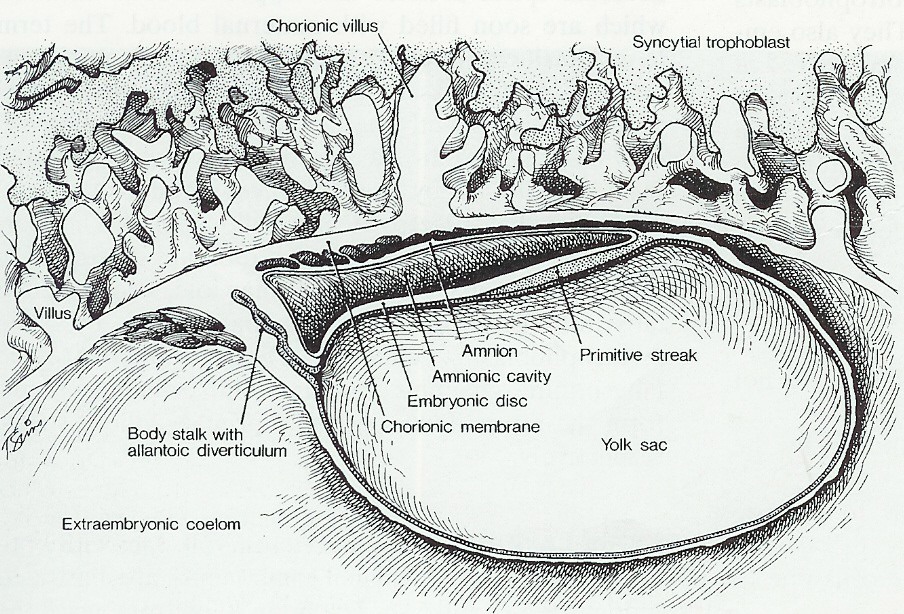 Chorionic villus
Syncytial trophoblast
Villus
Amnion
Primitive streak
Amnionic cavity
Embryonic disc
Chorionic membrane
Body stalk with
allantoic diverticulum
Yolk sac
Extraembryonic coelom